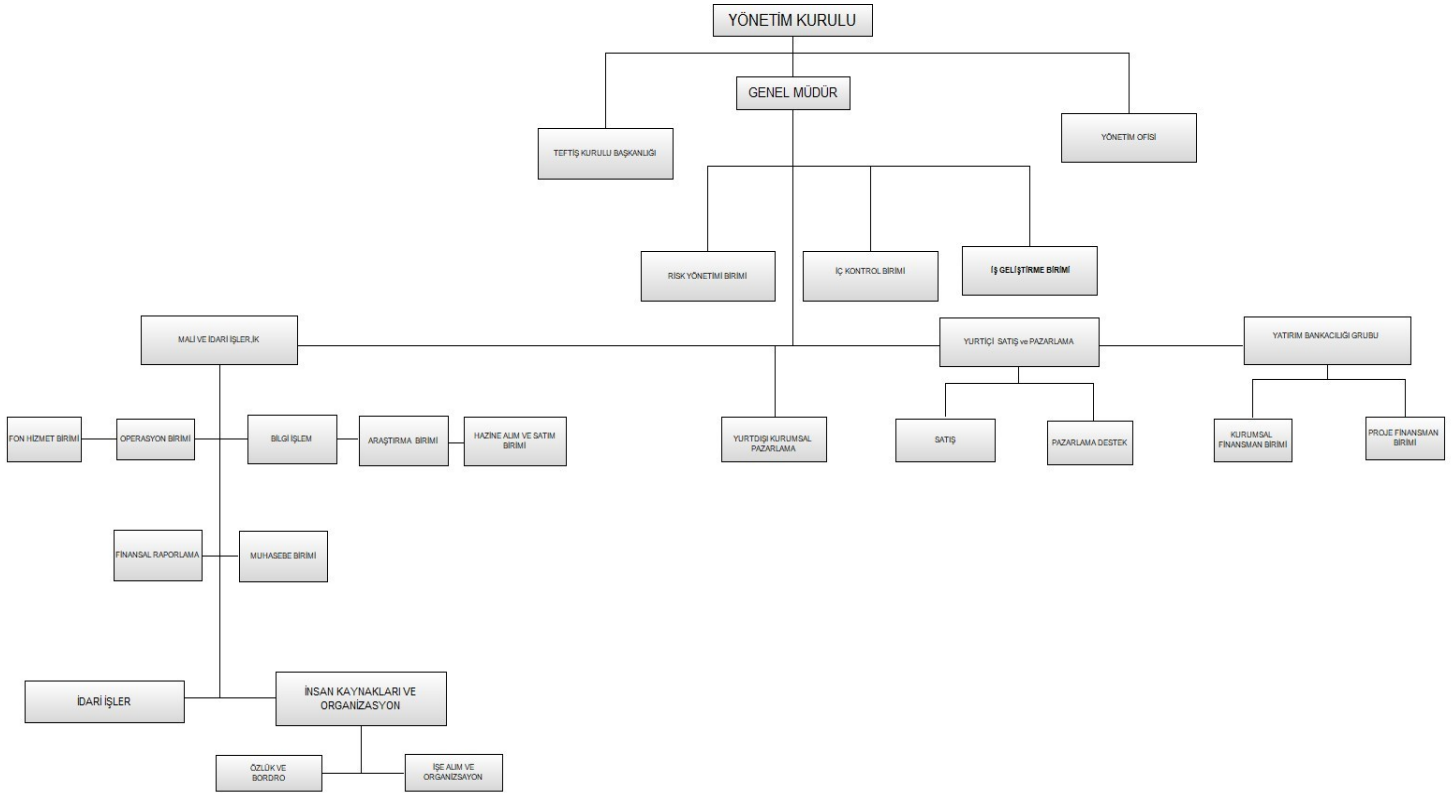 YÖNETİM KURULU
GENEL MÜDÜR
TEFTİŞ KURULU BAŞKANLIĞI
YÖNETİM OFİSİ
RİSK YÖNETİMİ BİRİMİ
İÇ KONTROL BİRİMİ
İŞ GELİŞTİRME BİRİMİ
MALİ VE İDARİ İŞLER,İK
YURTİÇİ SATIŞ ve PAZARLAMA
YATIRIM BANKACILIĞI GRUBU
FON HİZMET BİRİMİ
OPERASYON BİRİMİ
BİLGİ İŞLEM
ARAŞTIRMA BİRİMİ
HAZİNE ALIM VE SATIM
BİRİMİ
YURTDIŞI KURUMSAL
PAZARLAMA
SATIŞ
PAZARLAMA DESTEK
KURUMSAL
FİNANSMAN BİRİMİ
PROJE FİNANSMAN
BİRİMİ
FİNANSAL RAPORLAMA
MUHASEBE BİRİMİ
İDARİ İŞLER
İNSAN KAYNAKLARI VE
ORGANİZASYON
ÖZLÜK VE
BORDRO
İŞE ALIM VE
ORGANİZSAYON